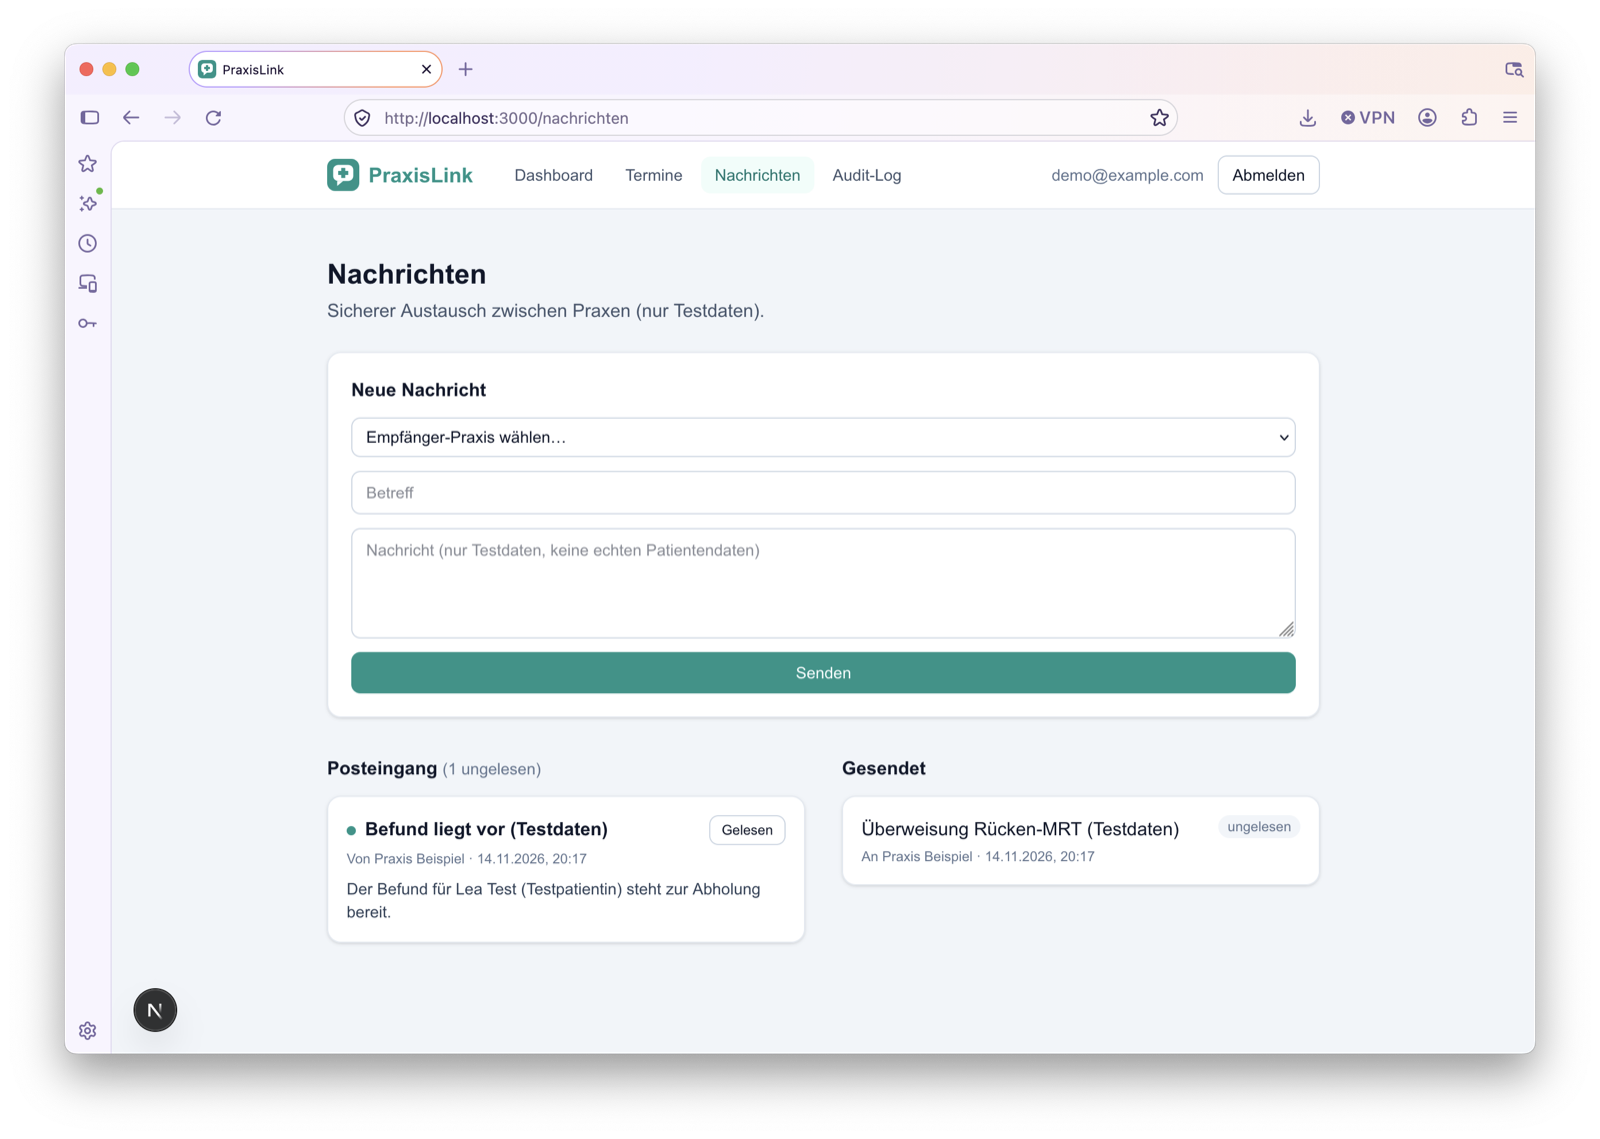 PraxisLink
http://localhost:3000/nachrichten
VPN
PraxisLink
Dashboard
Termine
Nachrichten
Audit-Log
demo@example.com
Abmelden
Nachrichten
Sicherer Austausch zwischen Praxen (nur Testdaten).
Neue Nachricht
Empfänger-Praxis wählen…
Betreff
Nachricht (nur Testdaten, keine echten Patientendaten)
Senden
Posteingang (1 ungelesen)
Befund liegt vor (Testdaten)
Gelesen
Von Praxis Beispiel · 14.11.2026, 20:17
Der Befund für Lea Test (Testpatientin) steht zur Abholung
bereit.
Gesendet
Überweisung Rücken-MRT (Testdaten)
ungelesen
An Praxis Beispiel · 14.11.2026, 20:17
N